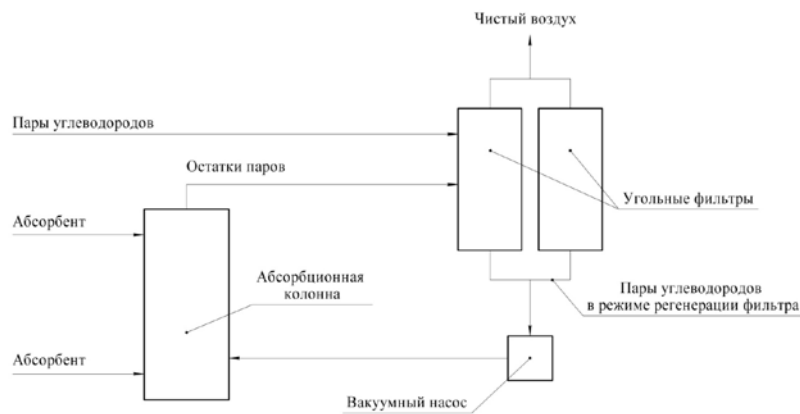 Чистый воздух
Пары углеводородов
Остатки паров
Угольные фильтры
Абсорбент
Абсорбционная
колонна
Пары углеводородов
в режиме регенерации фильтра
Абсорбент
Вакуумный насос